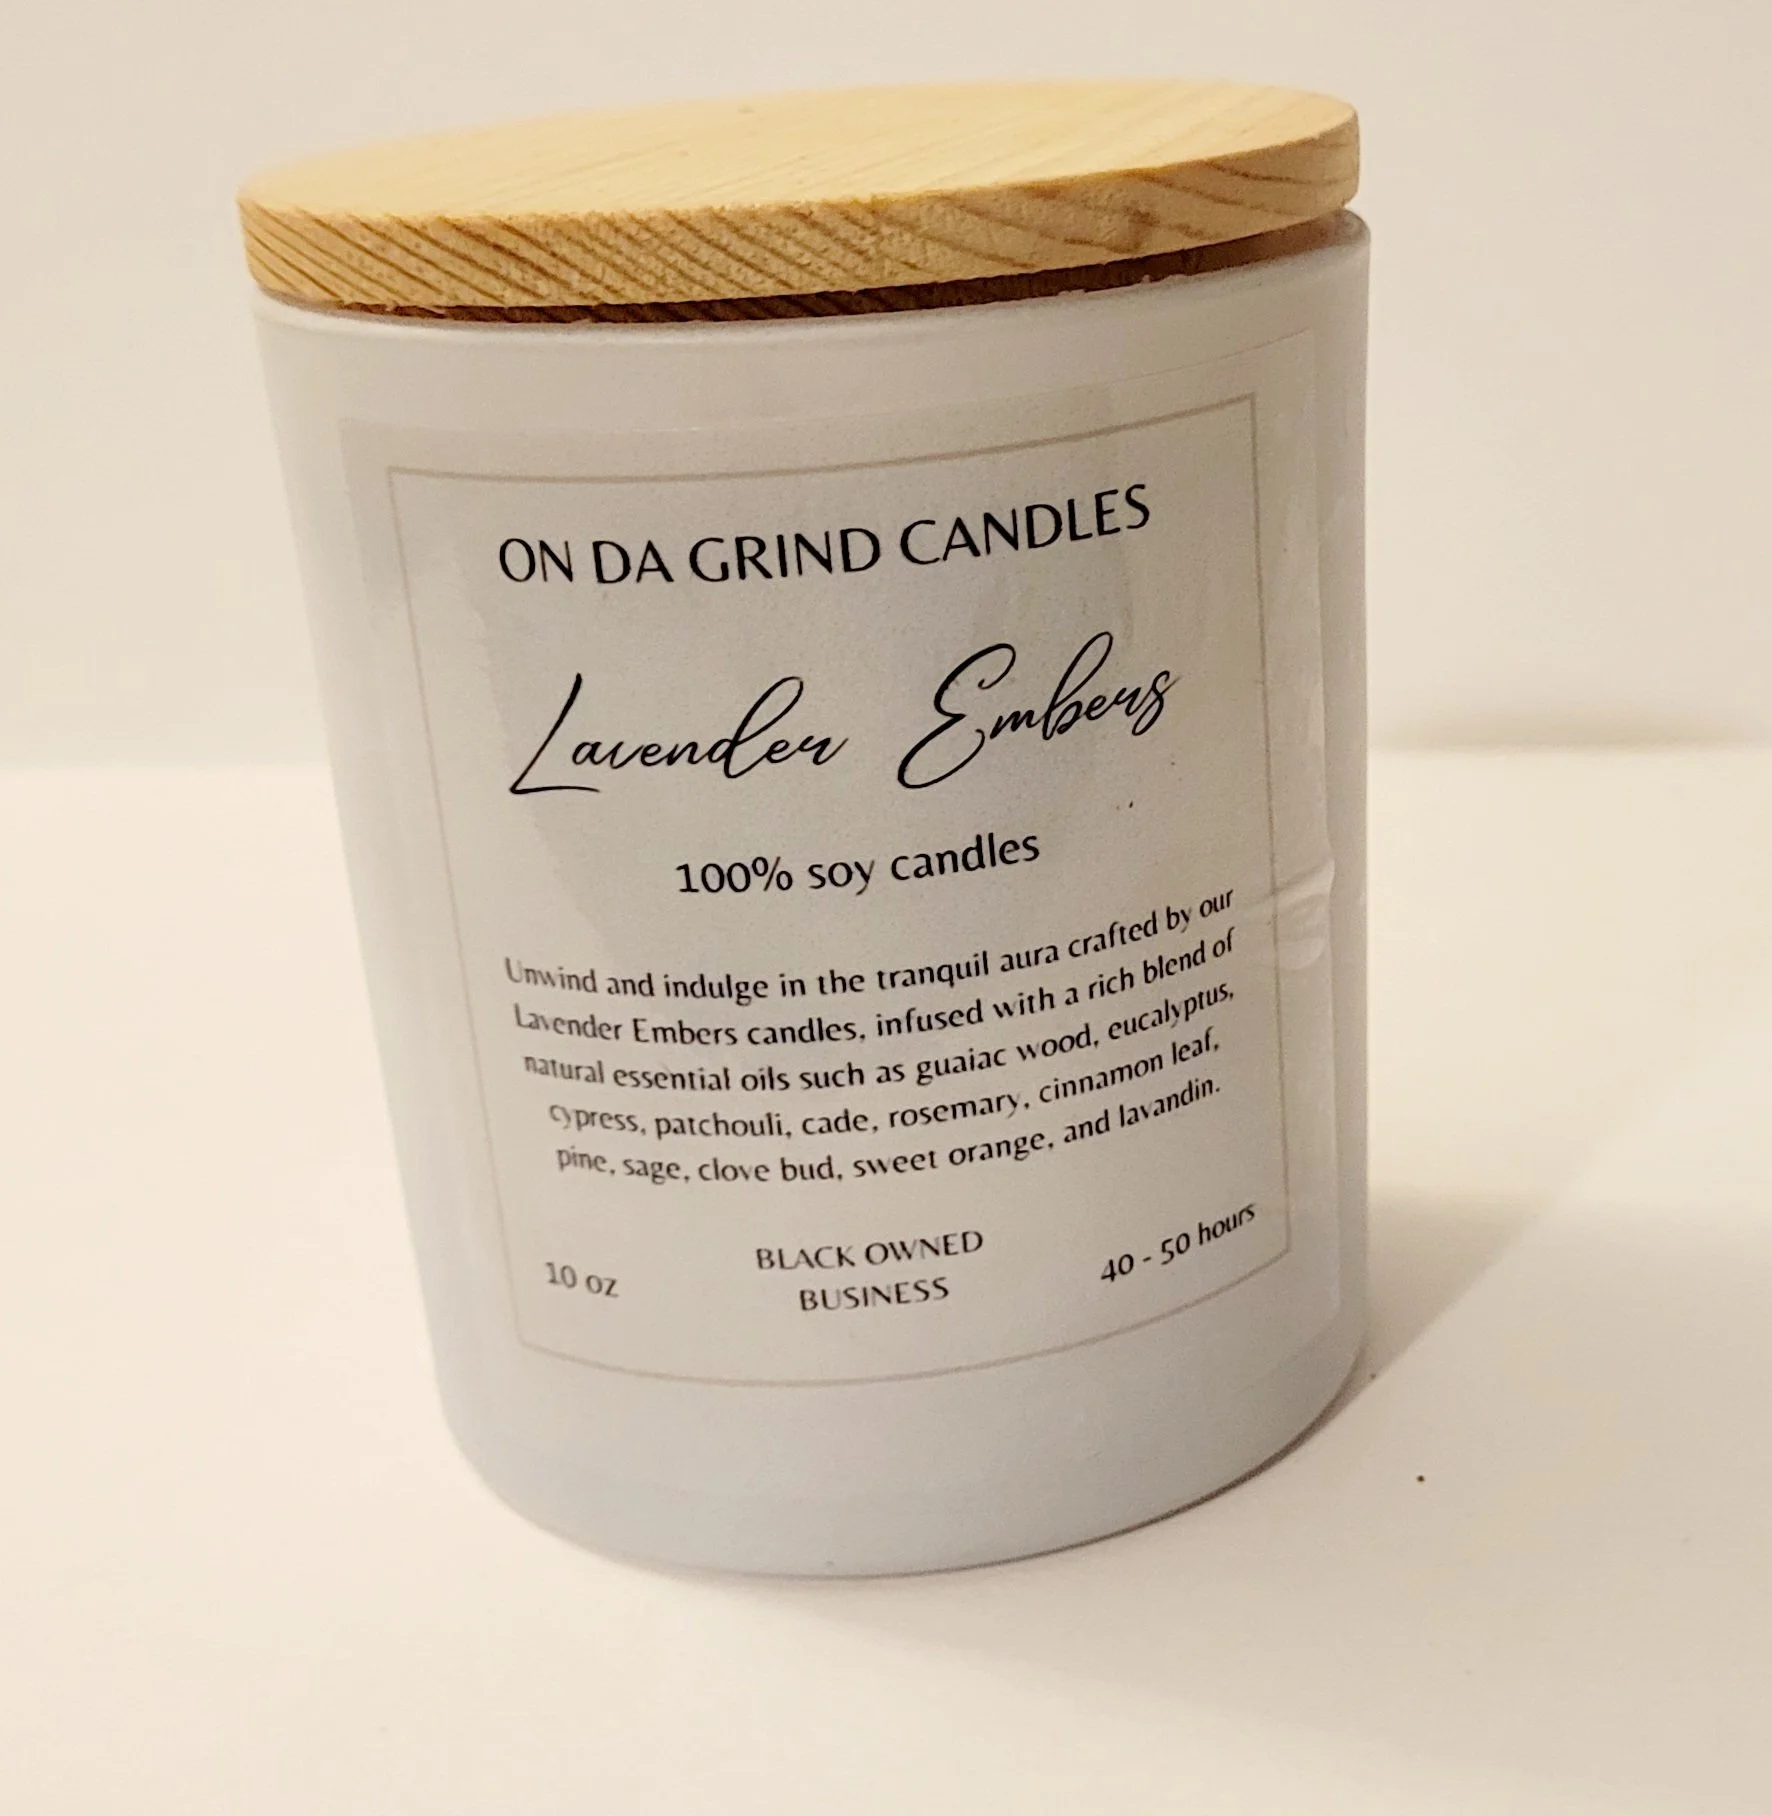 ON DA GRIND CANDLES
Lavender Embers
100% soy candles
Unwind and indulge in the tranquil aura crafted by our
Lavender Embers candles, infused with a rich blend of
natural essential oils such as guaiac wood, eucalyptus,
cypress, patchouli, cade, rosemary, cinnamon leaf,
pine, sage, clove bud, sweet orange, and lavandin.
10 oz
BLACK OWNED
BUSINESS
40 - 50 hours